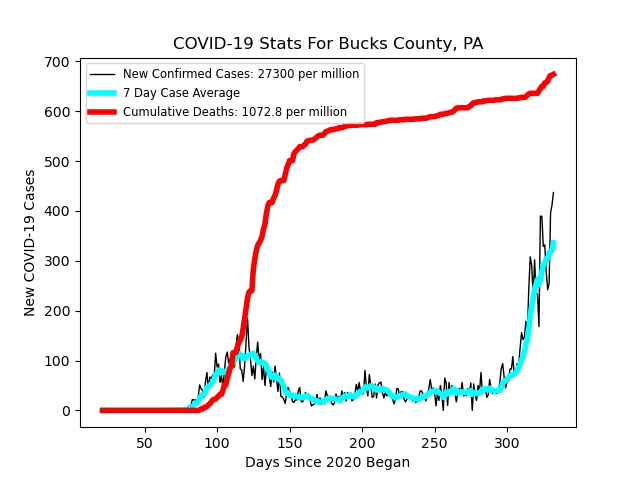 COVID-19 Stats For Bucks County, PA
New Confirmed Cases: 27300 per million
7 Day Case Average
Cumulative Deaths: 1072.8 per million
New COVID-19 Cases
700
600
500
400
300
200
100
0
50
100
150
200
250
300
Days Since 2020 Began